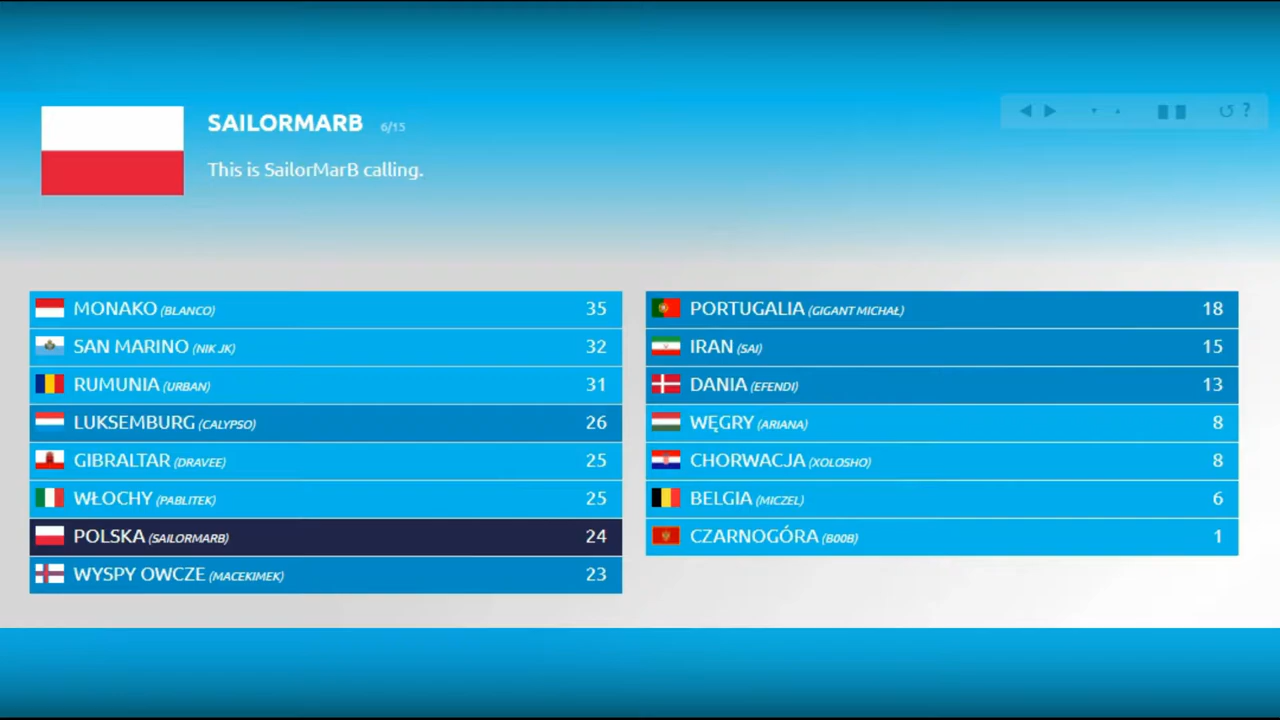 SAILORMARB 6/15
This is SailorMarB calling.
?
MONAKO (BLANCO) 35
SAN MARINO (NIK JK) 32
RUMUNIA (URBAN) 31
LUKSEMBURG (CALYPSO) 26
GIBRALTAR (DRAVEE) 25
WŁOCHY (PABLITEK) 25
POLSKA (SAILORMARB) 24
WYSPY OWCZE (MACEKIMEK) 23
PORTUGALIA (GIGANT MICHAŁ) 18
IRAN (SAI) 15
DANIA (EFENDI) 13
WĘGRY (ARIANA) 8
CHORWACJA (XOLOSHO) 8
BELGIA (MICZEL) 6
CZARNOGÓRA (B00B) 1